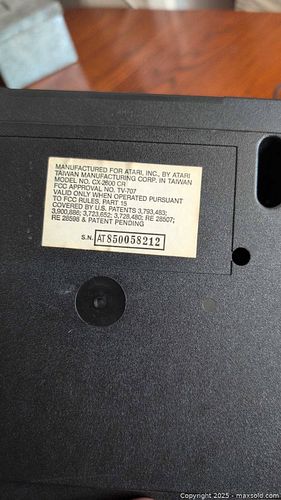 MANUFACTURED FOR ATARI, INC., BY ATARI
TAIWAN MANUFACTURING CORP. IN TAIWAN
MODEL NO. CX-2600 CR
FCC APPROVAL NO. TV-707
VALID ONLY WHEN OPERATED PURSUANT
TO FCC RULES, PART 15
COVERED BY U.S. PATENTS 3,793,483;
3,900,886; 3,723,652; 3,728,480; RE 28507;
RE 28598 & PATENT PENDING
S.N. AT850058212
Copyright © 2025 - maxsold.com